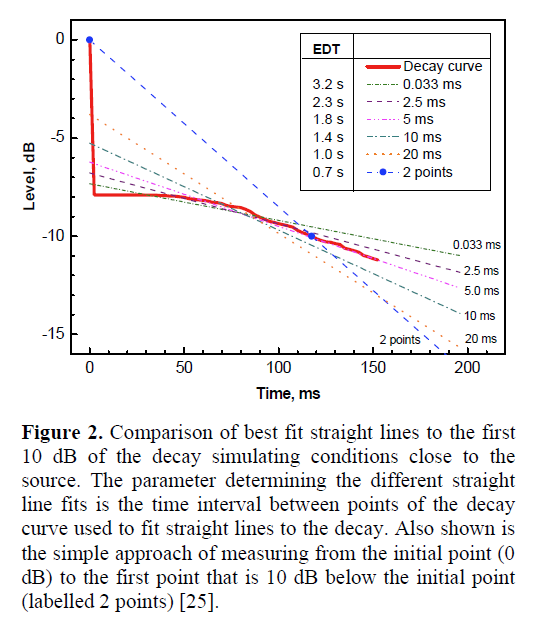 0
-5
-10
-15
Level, dB
EDT
Decay curve
3.2 s 0.033 ms
2.3 s 2.5 ms
1.8 s 5 ms
1.4 s 10 ms
1.0 s 20 ms
0.7 s 2 points
0.033 ms
2.5 ms
5.0 ms
10 ms
2 points 20 ms
0 50 100 150 200
Time, ms
Figure 2. Comparison of best fit straight lines to the first
10 dB of the decay simulating conditions close to the
source. The parameter determining the different straight
line fits is the time interval between points of the decay
curve used to fit straight lines to the decay. Also shown is
the simple approach of measuring from the initial point (0
dB) to the first point that is 10 dB below the initial point
(labelled 2 points) [25].